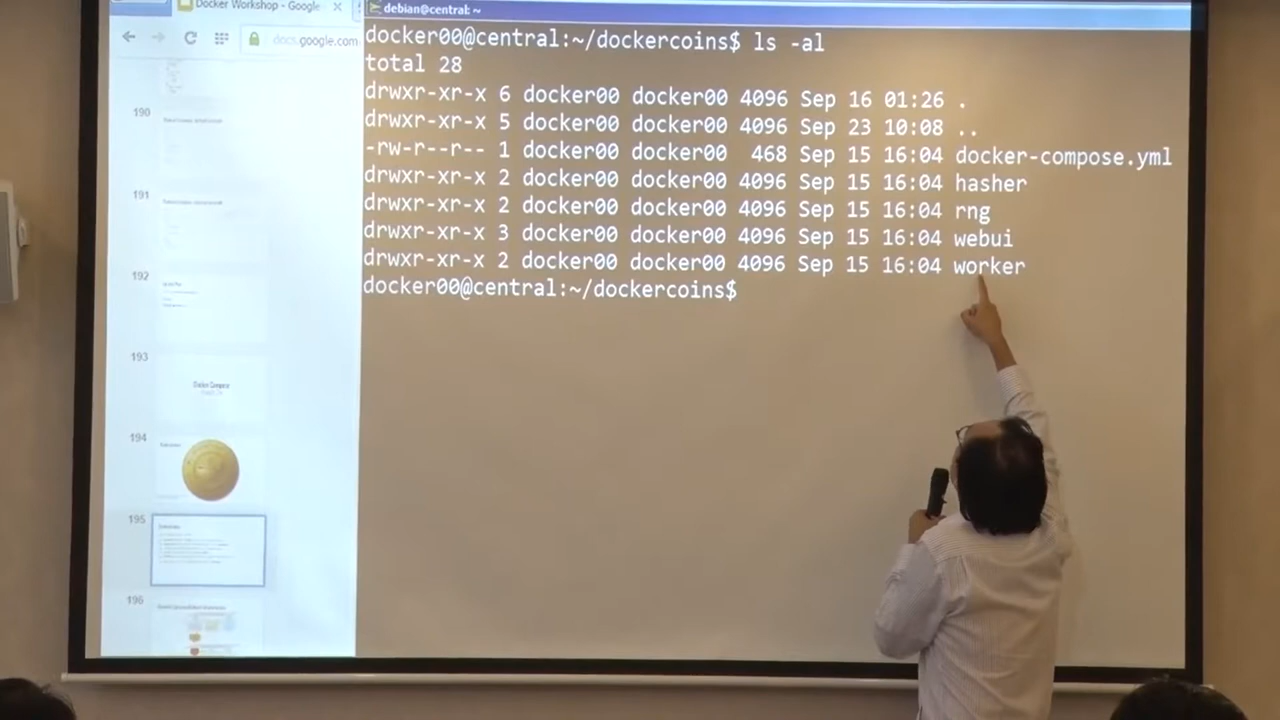 Docker Workshop - Google
docs.google.com
190
191
192
193
Docker Compose
194
195
196
debian@central: ~
docker00@central:~/dockercoins$ ls -al
total 28
drwxr-xr-x 6 docker00 docker00 4096 Sep 16 01:26 .
drwxr-xr-x 5 docker00 docker00 4096 Sep 23 10:08 ..
-rw-r--r-- 1 docker00 docker00  468 Sep 15 16:04 docker-compose.yml
drwxr-xr-x 2 docker00 docker00 4096 Sep 15 16:04 hasher
drwxr-xr-x 2 docker00 docker00 4096 Sep 15 16:04 rng
drwxr-xr-x 3 docker00 docker00 4096 Sep 15 16:04 webui
drwxr-xr-x 2 docker00 docker00 4096 Sep 15 16:04 worker
docker00@central:~/dockercoins$